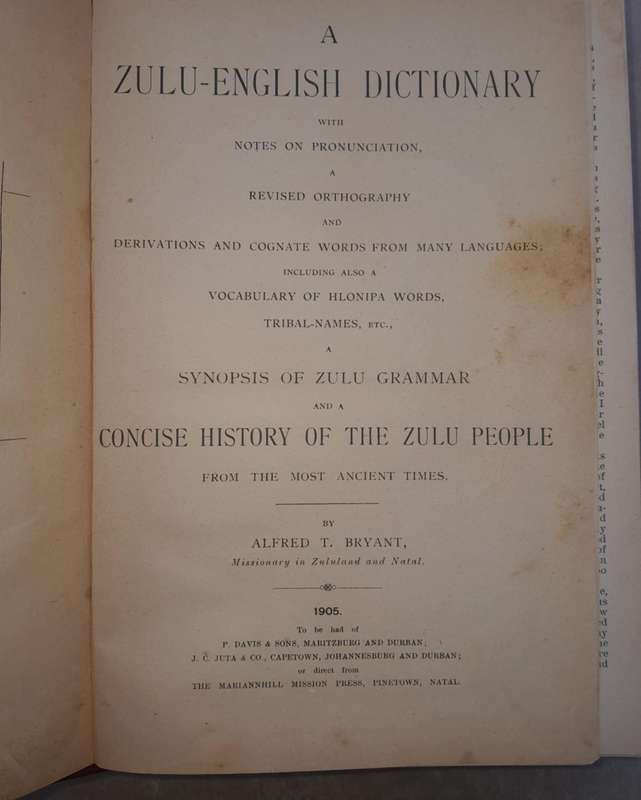 A
ZULU-ENGLISH DICTIONARY
WITH
NOTES ON PRONUNCIATION,
A
REVISED ORTHOGRAPHY
AND
DERIVATIONS AND COGNATE WORDS FROM MANY LANGUAGES;
INCLUDING ALSO A
VOCABULARY OF HLONIPA WORDS,
TRIBAL-NAMES, ETC.,
A
SYNOPSIS OF ZULU GRAMMAR
AND A
CONCISE HISTORY OF THE ZULU PEOPLE
FROM THE MOST ANCIENT TIMES.
BY
ALFRED T. BRYANT,
Missionary in Zululand and Natal.
1905.
To be had of
P. DAVIS & SONS, MARITZBURG AND DURBAN;
J. C. JUTA & CO., CAPETOWN, JOHANNESBURG AND DURBAN;
or direct from
THE MARIANNHILL MISSION PRESS, PINETOWN, NATAL.